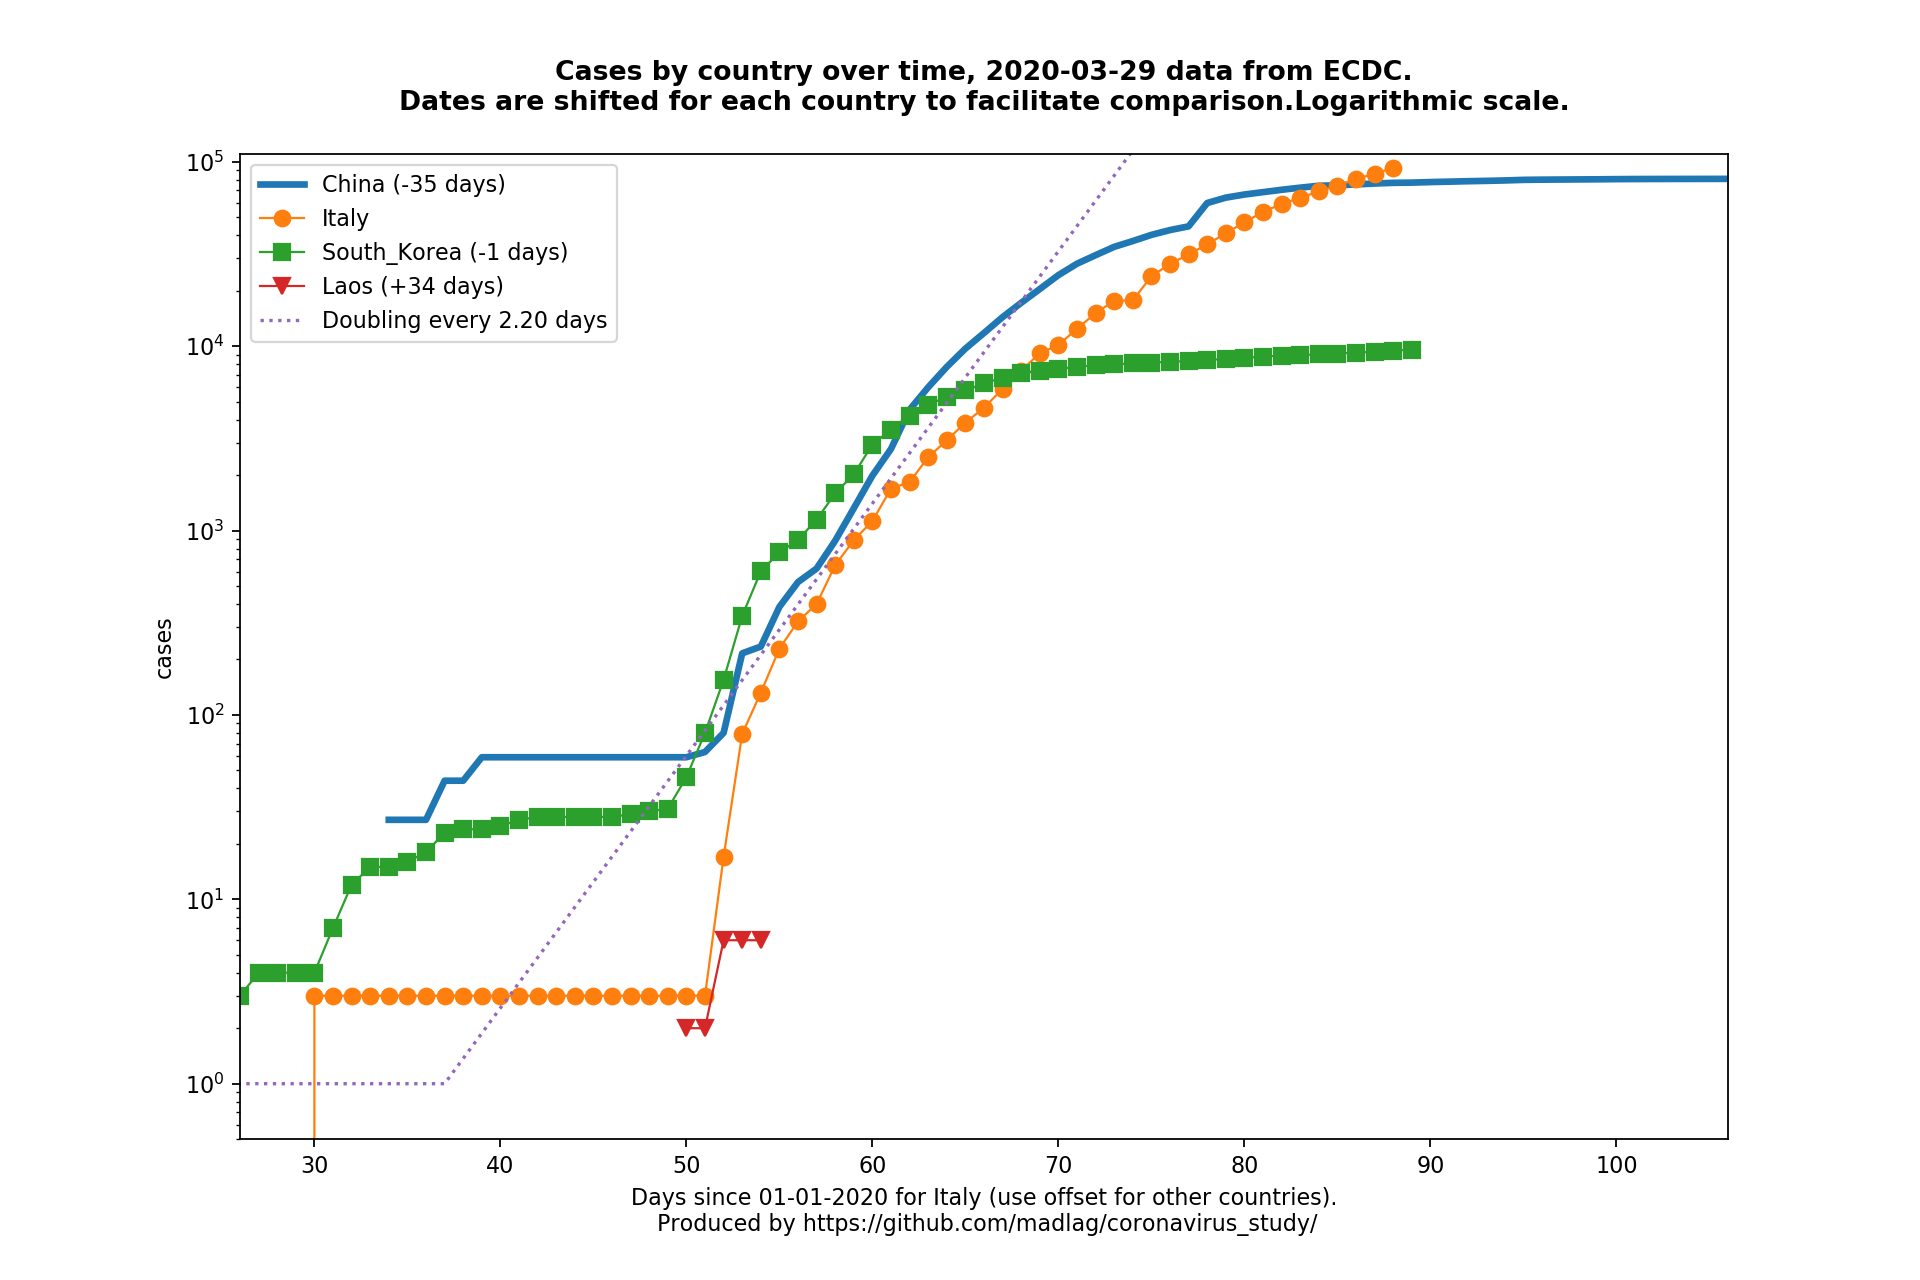 Cases by country over time, 2020-03-29 data from ECDC.
Dates are shifted for each country to facilitate comparison.Logarithmic scale.
10^5
10^4
10^3
10^2
10^1
10^0
cases
China (-35 days)
Italy
South_Korea (-1 days)
Laos (+34 days)
Doubling every 2.20 days
30 40 50 60 70 80 90 100
Days since 01-01-2020 for Italy (use offset for other countries).
Produced by https://github.com/madlag/coronavirus_study/